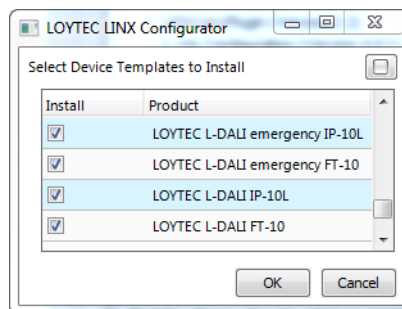 LOYTEC LINX Configurator
Select Device Templates to Install
Install Product
LOYTEC L-DALI emergency IP-10L
LOYTEC L-DALI emergency FT-10
LOYTEC L-DALI IP-10L
LOYTEC L-DALI FT-10
OK Cancel